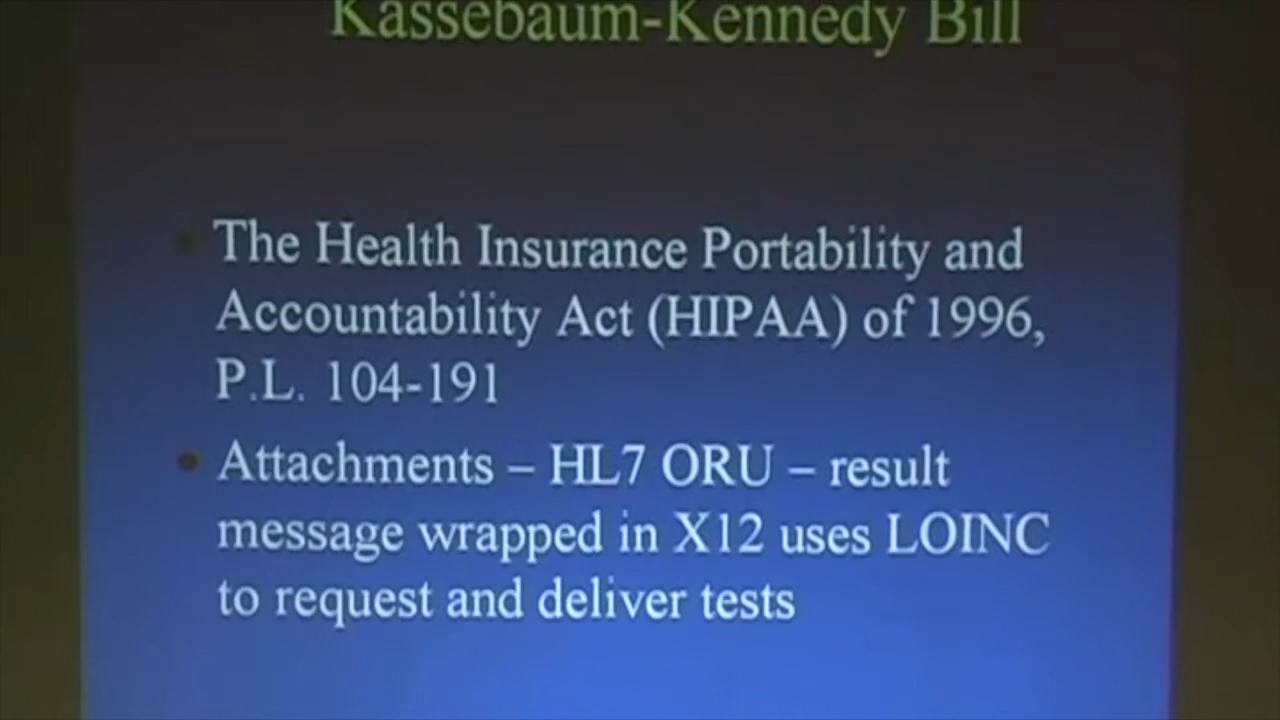 Kassebaum-Kennedy Bill
The Health Insurance Portability and
Accountability Act (HIPAA) of 1996,
P.L. 104-191
Attachments – HL7 ORU – result
message wrapped in X12 uses LOINC
to request and deliver tests